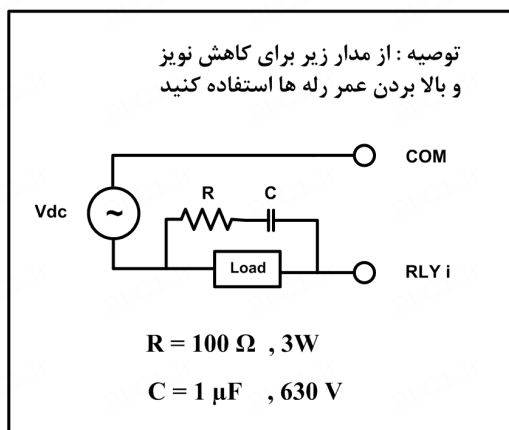 توصیه : از مدار زیر برای کاهش نویز
و بالا بردن عمر رله ها استفاده کنید
COM
R C
Vdc ~
Load
RLY i
R = 100 Ω , 3W
C = 1 µF , 630 V